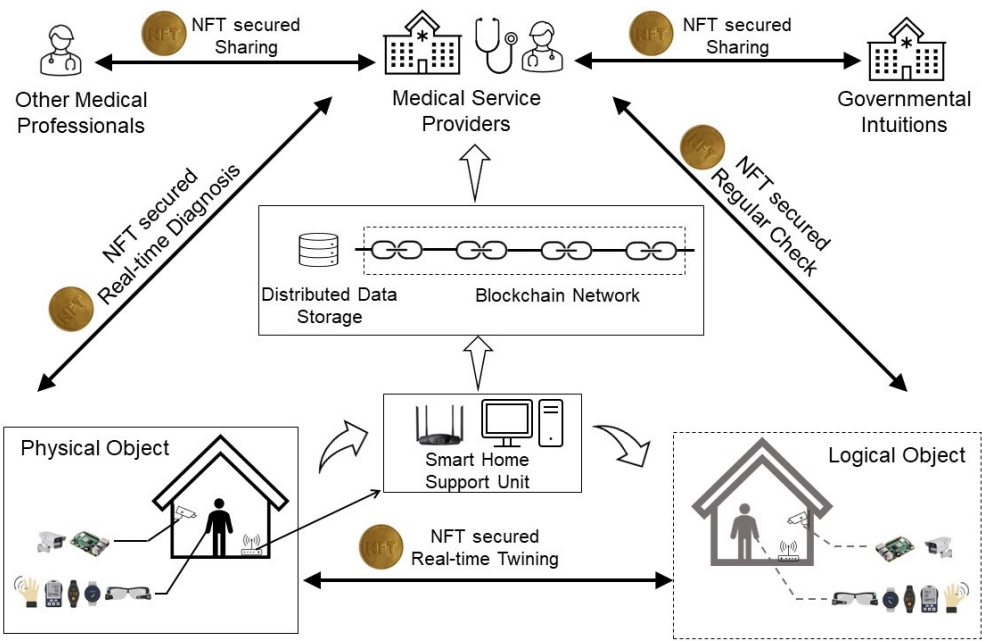 NFT secured
Sharing
NFT secured
Sharing
Other Medical
Professionals
Medical Service
Providers
Governmental
Intuitions
NFT secured
Real-time Diagnosis
NFT secured
Regular Check
Distributed Data
Storage
Blockchain Network
Physical Object
Smart Home
Support Unit
Logical Object
NFT secured
Real-time Twining
NFT
NFT
NFT
NFT
NFT